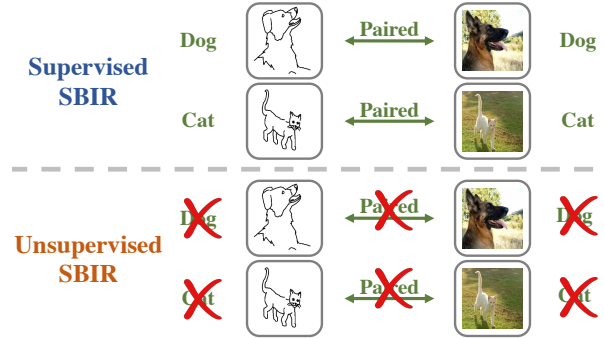 Dog Paired Dog
Supervised
SBIR
Cat Paired Cat
Dog Paired Dog
Unsupervised
SBIR
Cat Paired Cat